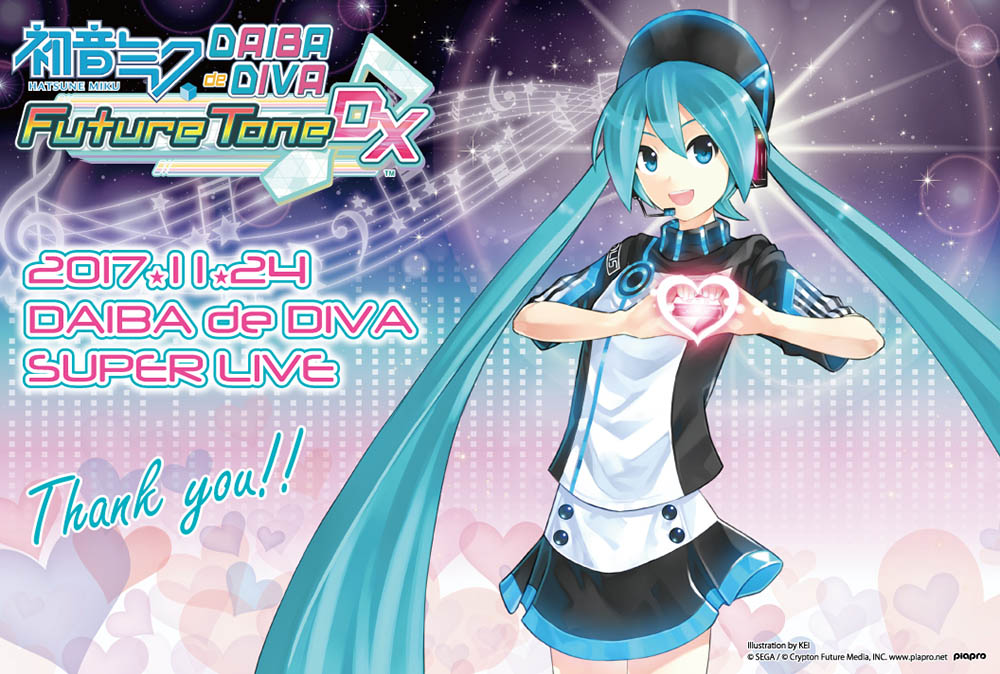 初音ミク
HATSUNE MIKU
DAIBA
de DIVA
Future Tone DX
TM
2017★11★24
DAIBA de DIVA
SUPER LIVE
Thank you!!
Illustration by KEI
© SEGA / © Crypton Future Media, INC. www.piapro.net piapro